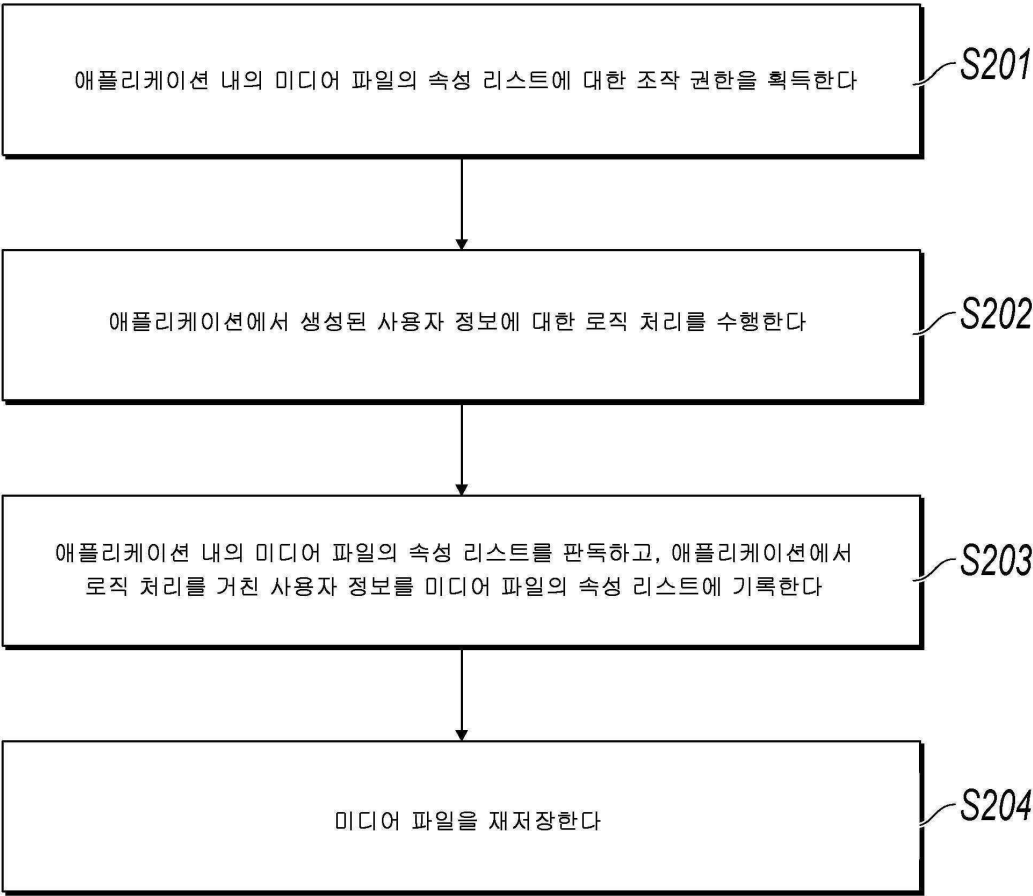 애플리케이션 내의 미디어 파일의 속성 리스트에 대한 조작 권한을 획득한다
S201
애플리케이션에서 생성된 사용자 정보에 대한 로직 처리를 수행한다
S202
애플리케이션 내의 미디어 파일의 속성 리스트를 판독하고, 애플리케이션에서
로직 처리를 거친 사용자 정보를 미디어 파일의 속성 리스트에 기록한다
S203
미디어 파일을 재저장한다
S204